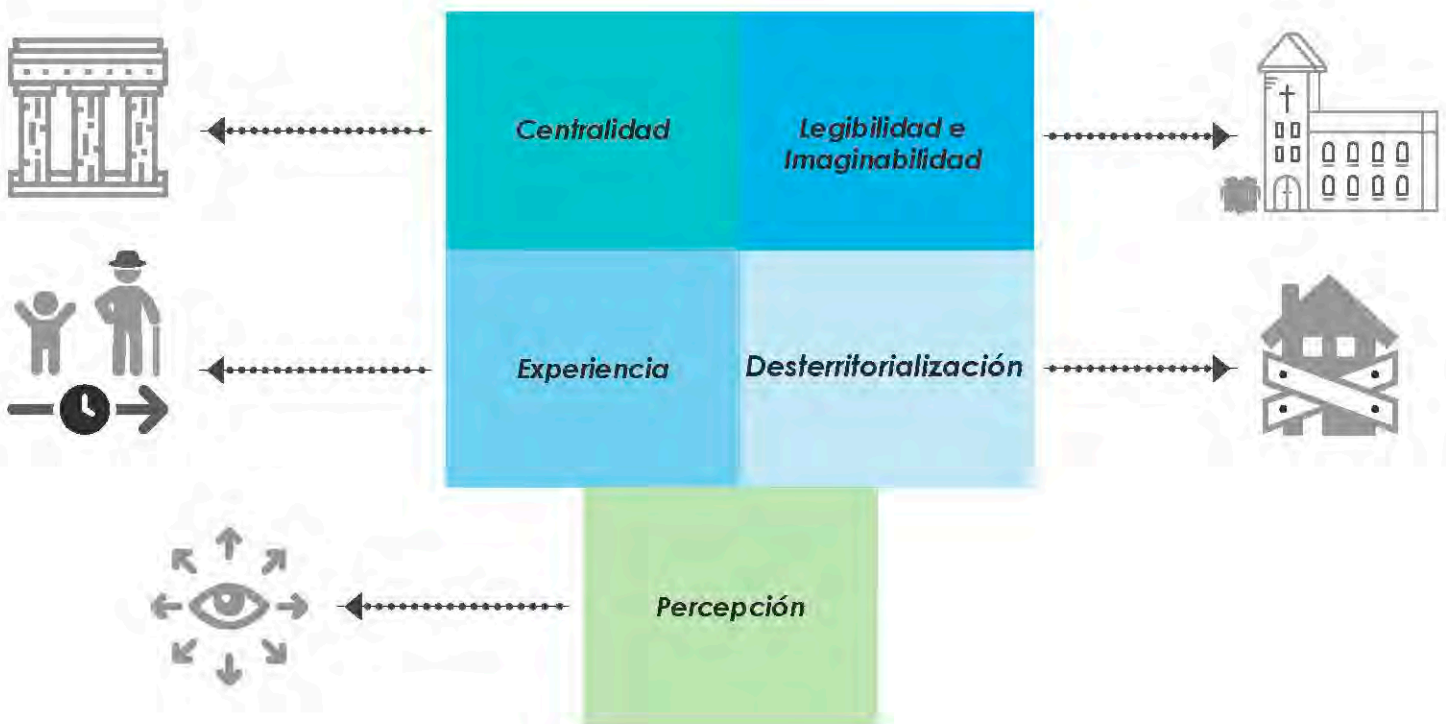 Centralidad
Legibilidad e
Imaginabilidad
Experiencia
Desterritorialización
Percepción